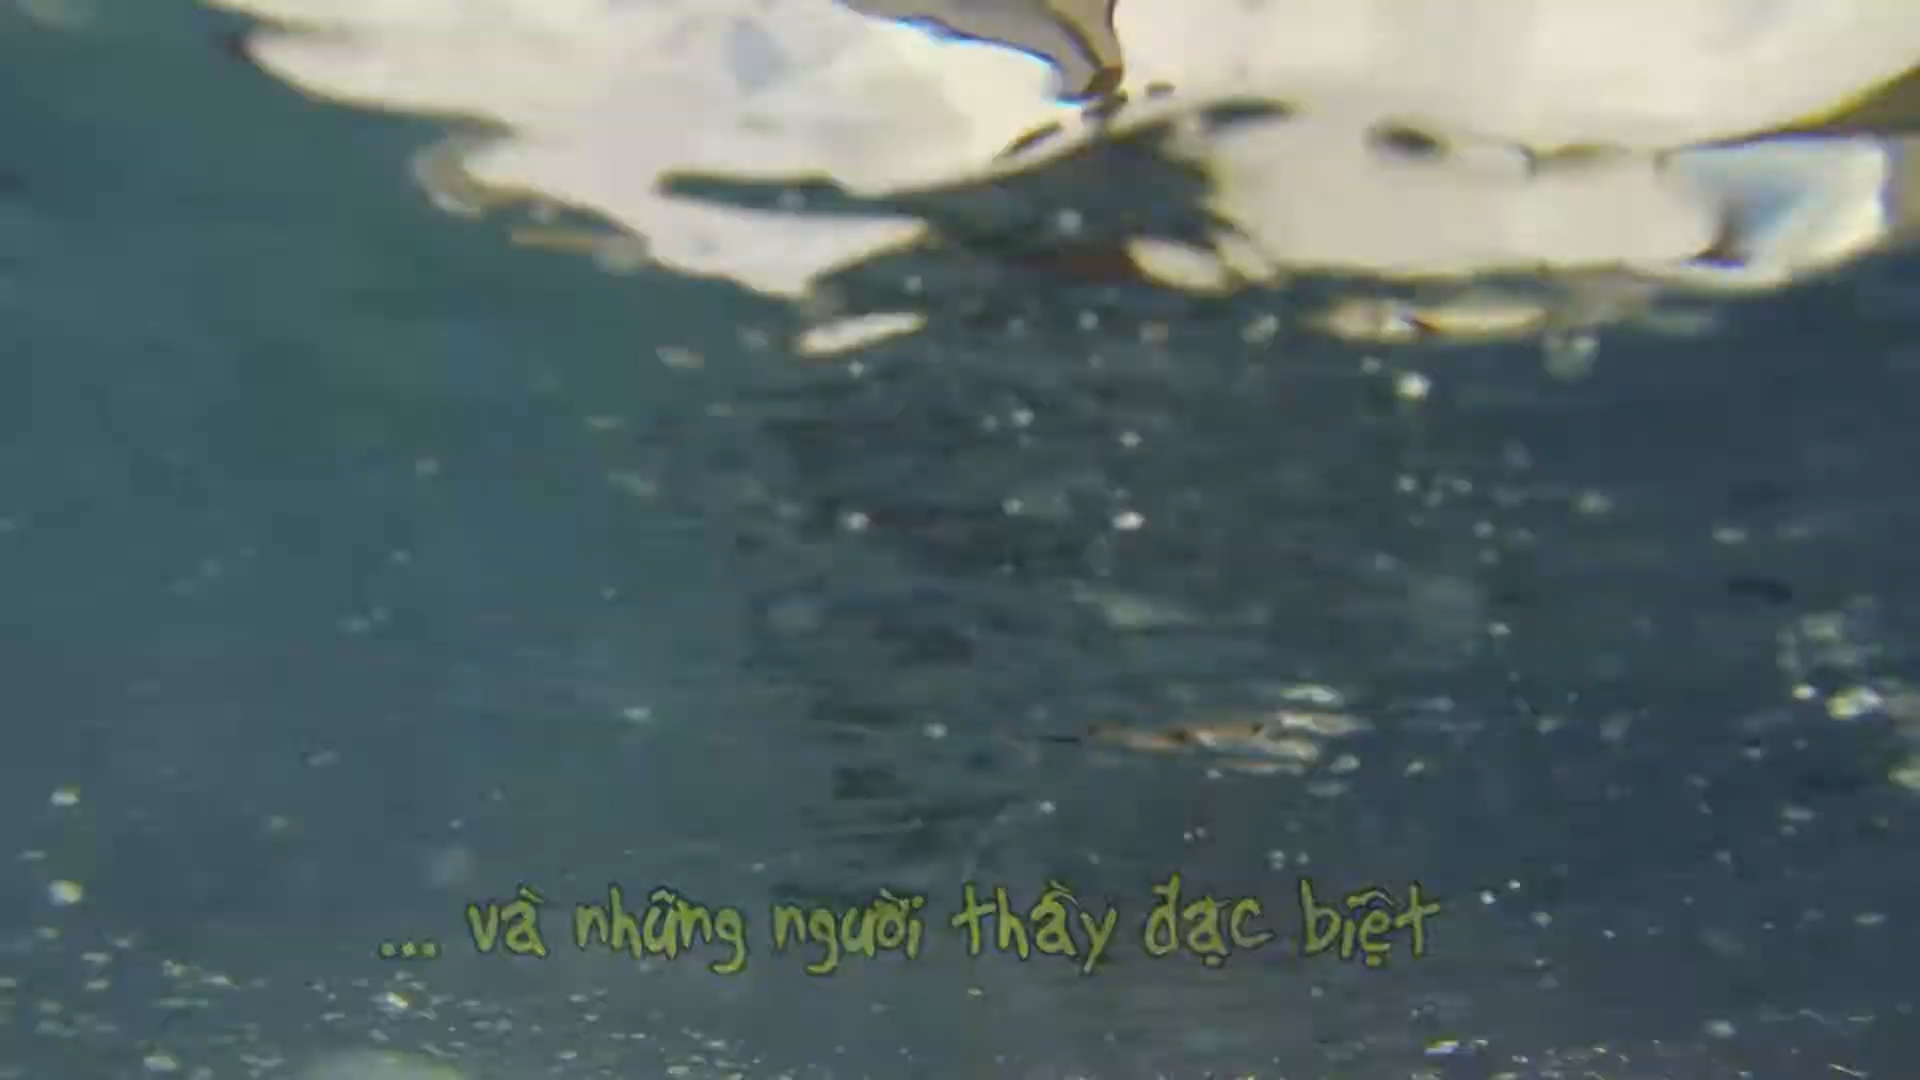 ... và những người thầy đặc biệt